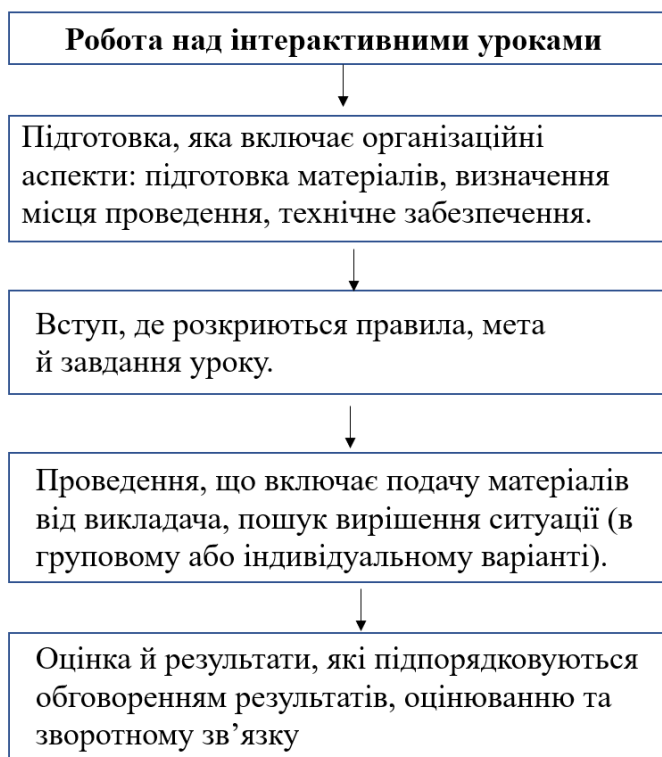 Робота над інтерактивними уроками
Підготовка, яка включає організаційні
аспекти: підготовка матеріалів, визначення
місця проведення, технічне забезпечення.
Вступ, де розкриються правила, мета
й завдання уроку.
Проведення, що включає подачу матеріалів
від викладача, пошук вирішення ситуації (в
груповому або індивідуальному варіанті).
Оцінка й результати, які підпорядковуються
обговоренням результатів, оцінюванню та
зворотному зв’язку